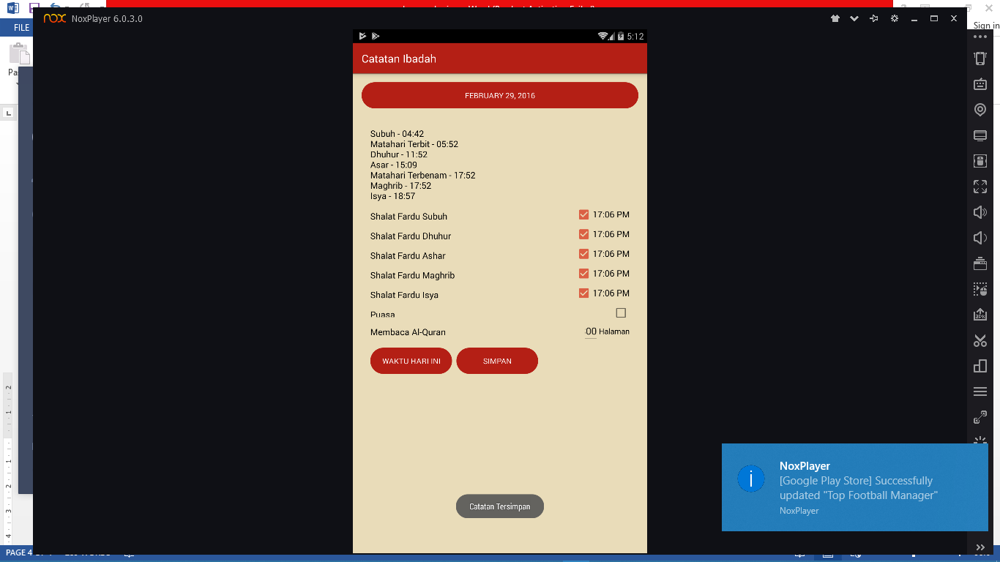 NOX NoxPlayer 6.0.3.0
FILE
Sign in
5:12
Catatan Ibadah
FEBRUARY 29, 2016
Subuh - 04:42
Matahari Terbit - 05:52
Dhuhur - 11:52
Asar - 15:09
Matahari Terbenam - 17:52
Maghrib - 17:52
Isya - 18:57
Shalat Fardu Subuh 17:06 PM
Shalat Fardu Dhuhur 17:06 PM
Shalat Fardu Ashar 17:06 PM
Shalat Fardu Maghrib 17:06 PM
Shalat Fardu Isya 17:06 PM
Puasa
Membaca Al-Quran 00 Halaman
WAKTU HARI INI SIMPAN
Catatan Tersimpan
NoxPlayer
[Google Play Store] Successfully
updated "Top Football Manager"
NoxPlayer
PAGE 4